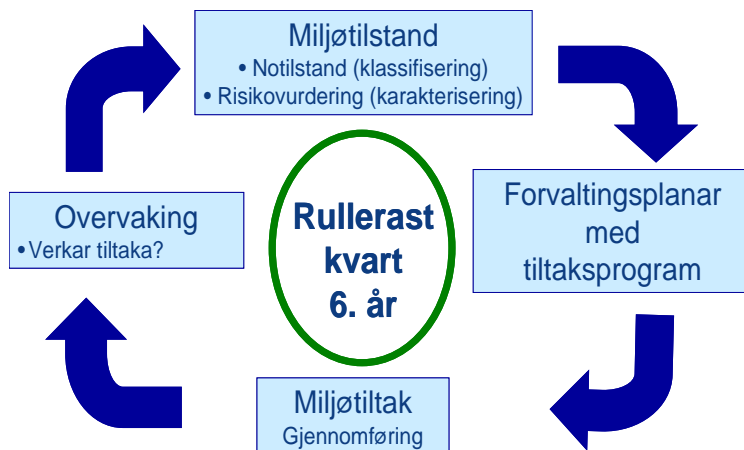 Miljøtilstand
• Notilstand (klassifisering)
• Risikovurdering (karakterisering)
Forvaltingsplanar
med
tiltaksprogram
Overvaking
• Verkar tiltaka?
Rullerast
kvart
6. år
Miljøtiltak
Gjennomføring